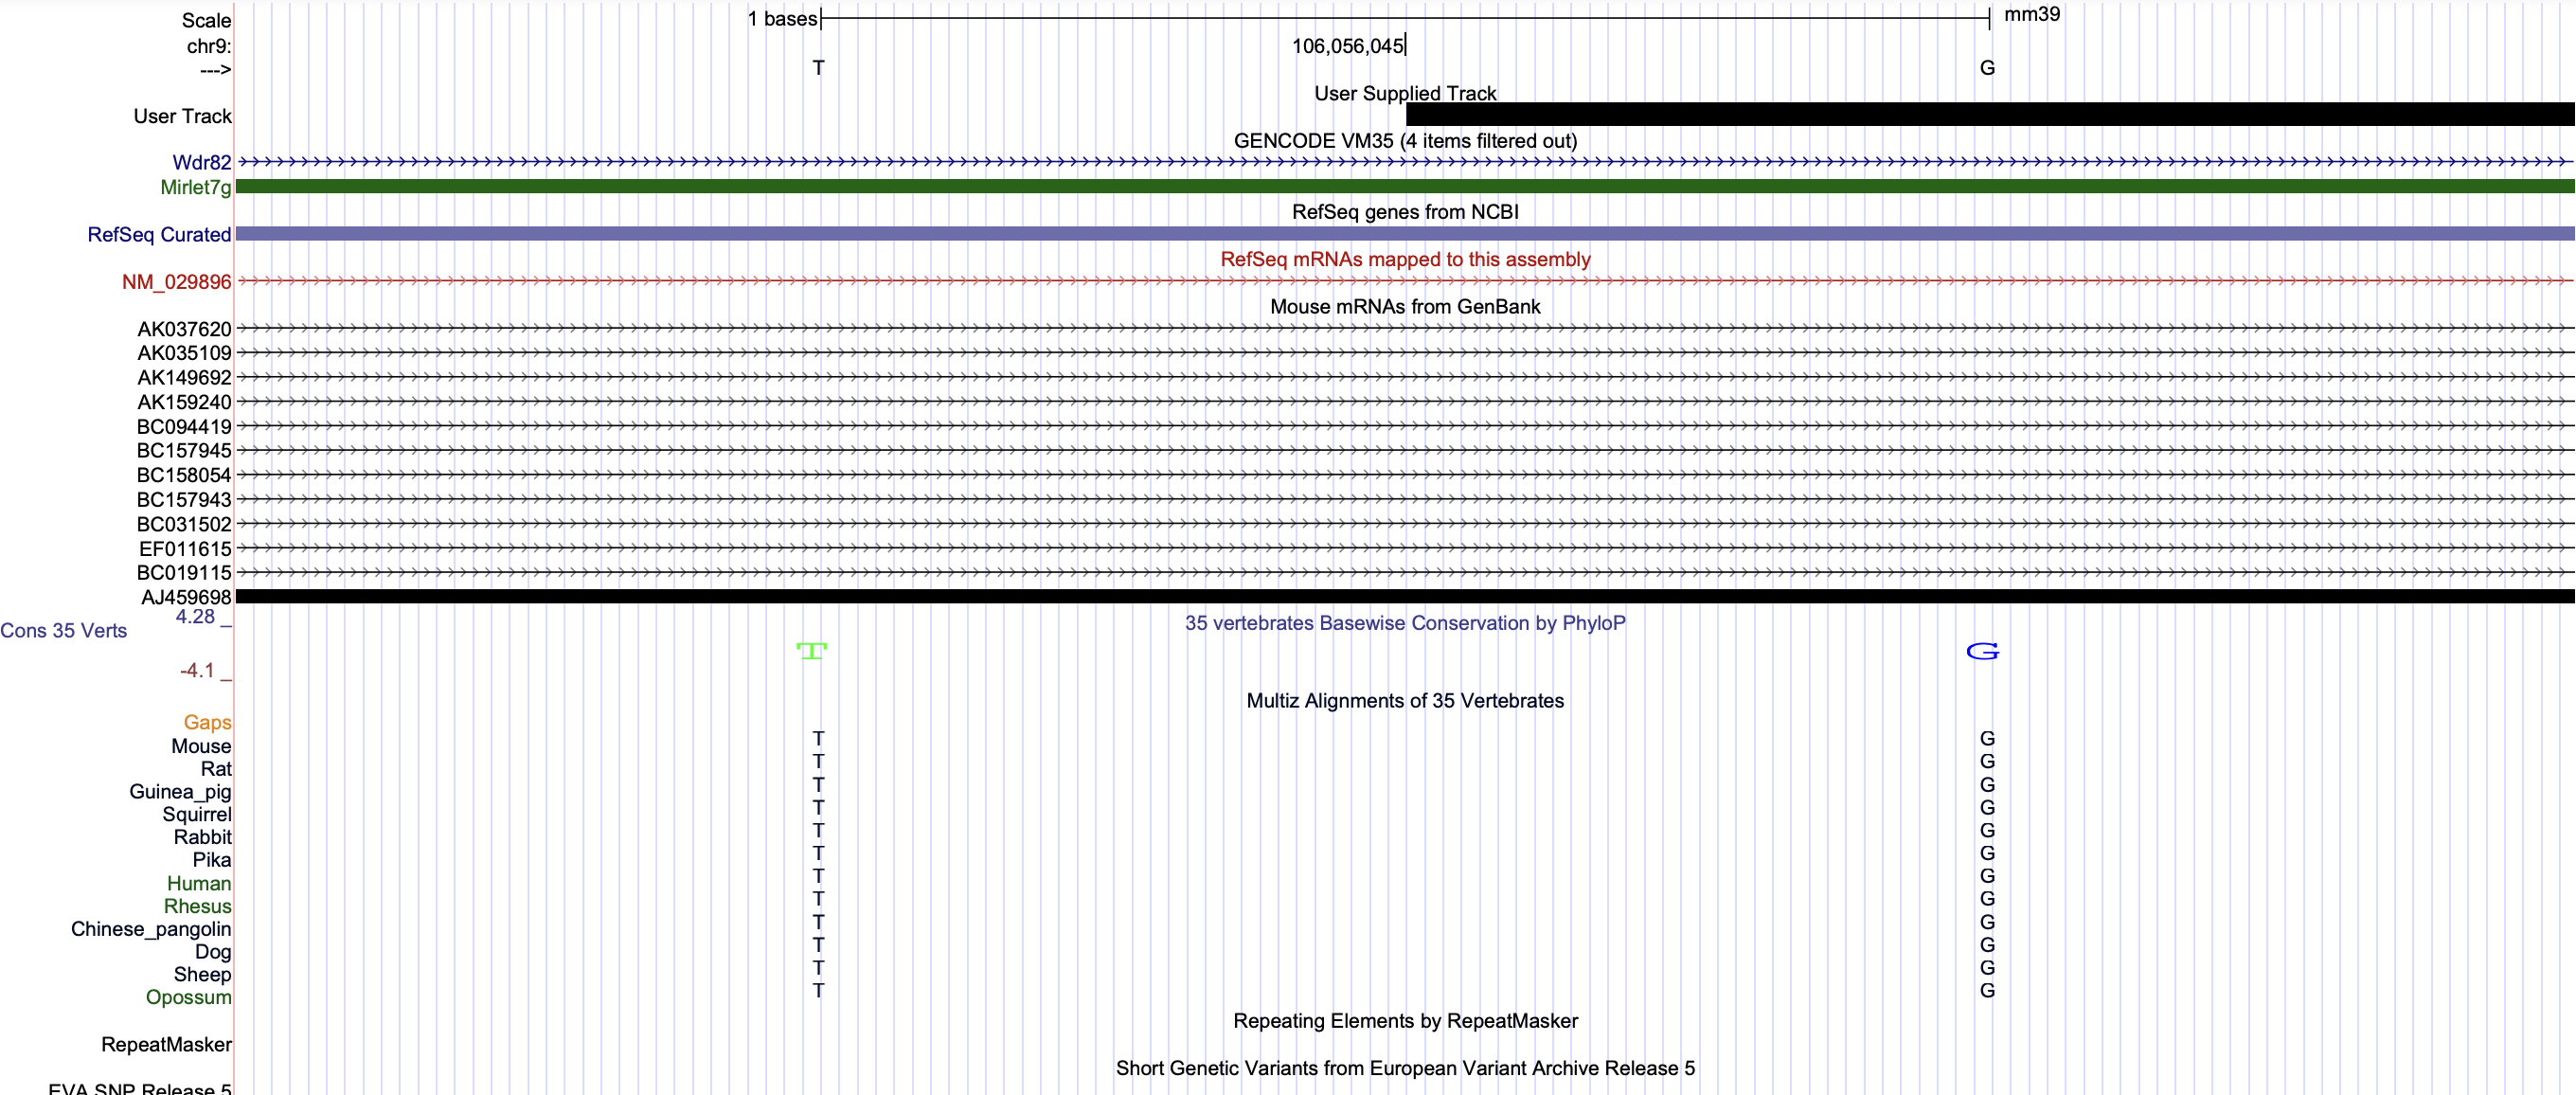 Scale 1 bases mm39
chr9: 106,056,045
---> T G
User Supplied Track
User Track
GENCODE VM35 (4 items filtered out)
Wdr82
Mirlet7g
RefSeq genes from NCBI
RefSeq Curated
RefSeq mRNAs mapped to this assembly
NM_029896
Mouse mRNAs from GenBank
AK037620
AK035109
AK149692
AK159240
BC094419
BC157945
BC158054
BC157943
BC031502
EF011615
BC019115
AJ459698
4.28 _
35 vertebrates Basewise Conservation by PhyloP
Cons 35 Verts
T G
-4.1 _
Multiz Alignments of 35 Vertebrates
Gaps
Mouse T G
Rat T G
Guinea_pig T G
Squirrel T G
Rabbit T G
Pika T G
Human T G
Rhesus T G
Chinese_pangolin T G
Dog T G
Sheep T G
Opossum T G
Repeating Elements by RepeatMasker
RepeatMasker
Short Genetic Variants from European Variant Archive Release 5
EVA SNP Release 5